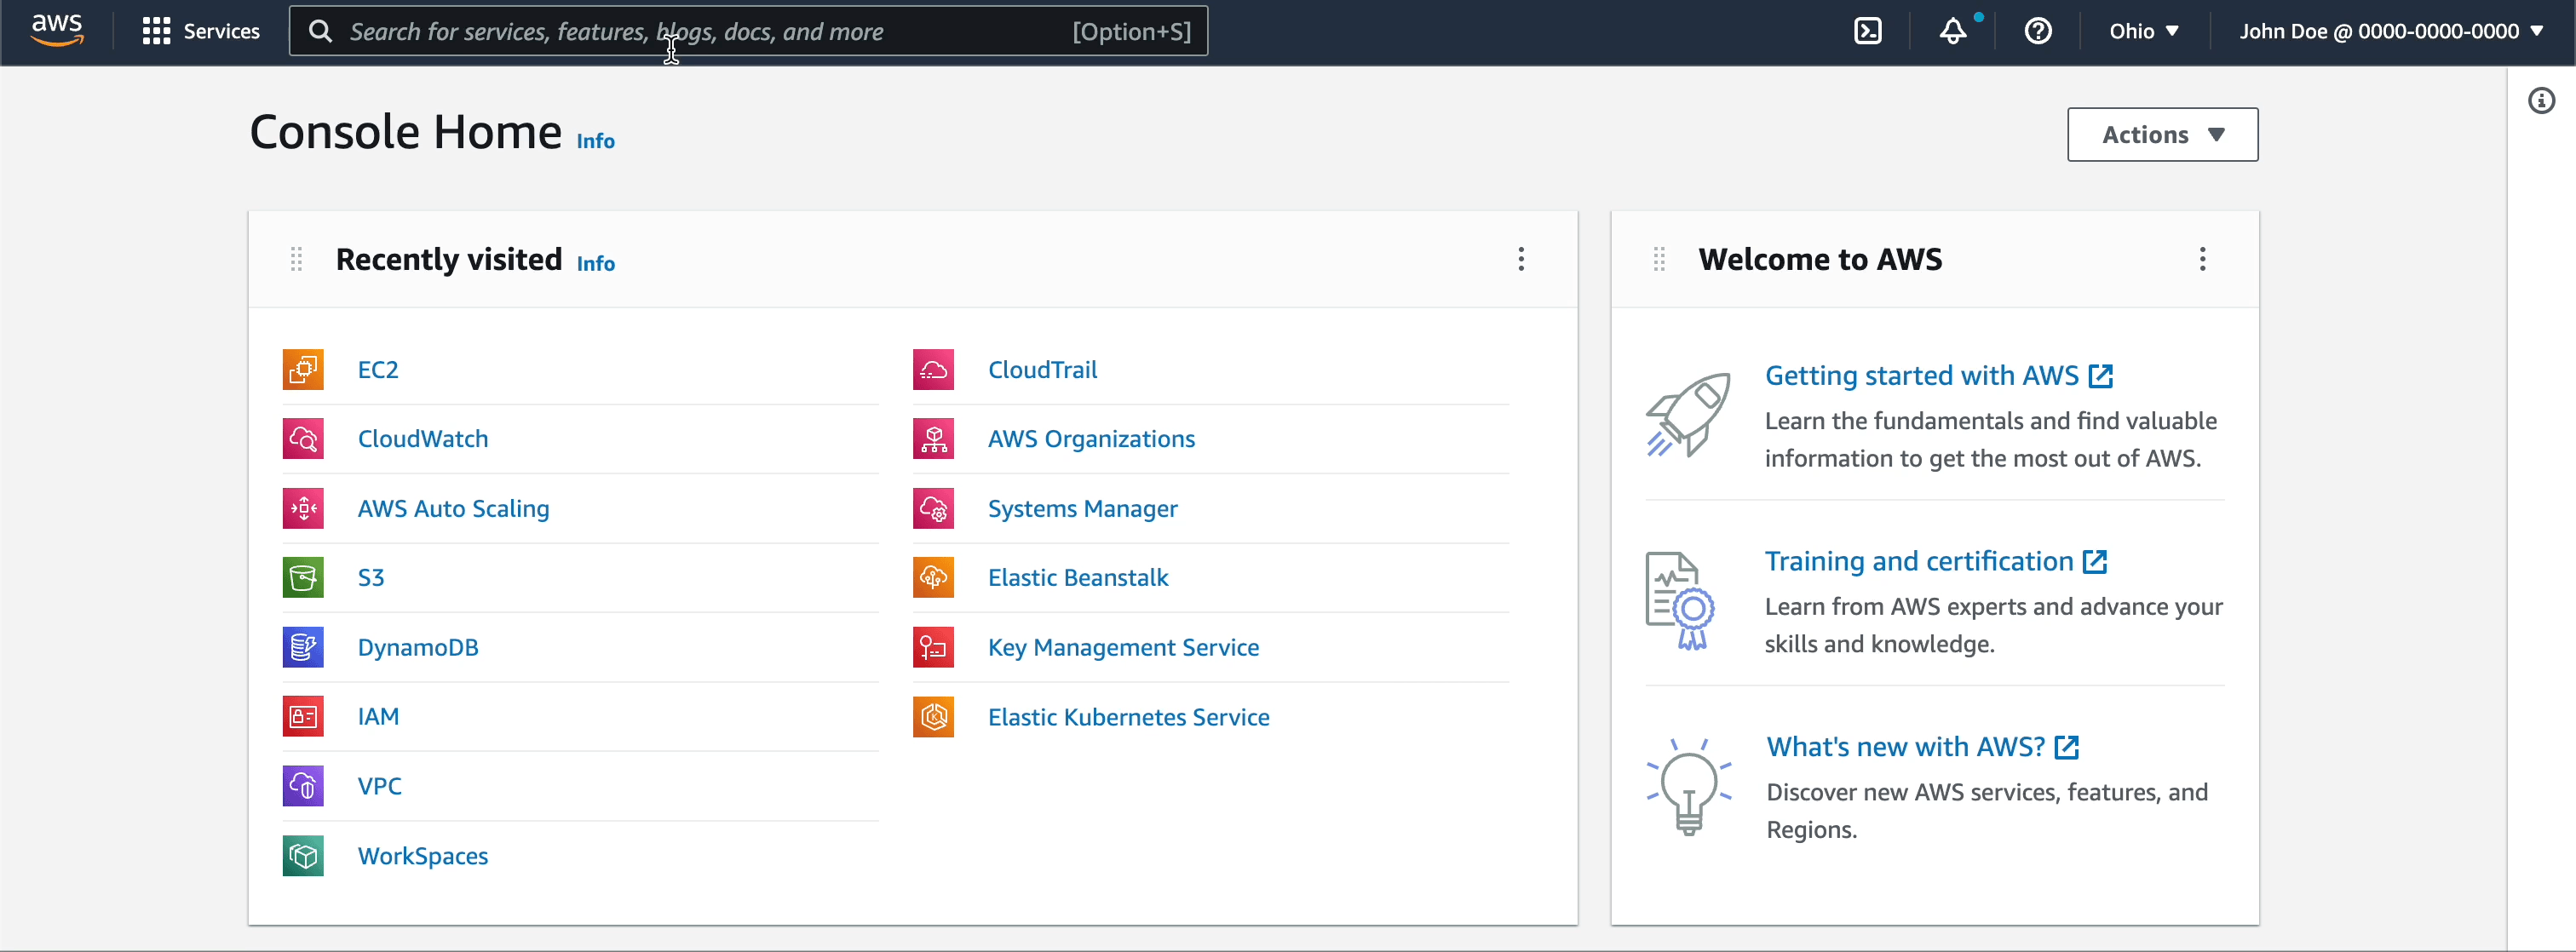 aws Services Search for services, features, blogs, docs, and more [Option+S] Ohio John Doe @ 0000-0000-0000
Console Home Info
Actions
Recently visited Info
EC2
CloudWatch
AWS Auto Scaling
S3
DynamoDB
IAM
VPC
WorkSpaces
CloudTrail
AWS Organizations
Systems Manager
Elastic Beanstalk
Key Management Service
Elastic Kubernetes Service
Welcome to AWS
Getting started with AWS
Learn the fundamentals and find valuable
information to get the most out of AWS.
Training and certification
Learn from AWS experts and advance your
skills and knowledge.
What's new with AWS?
Discover new AWS services, features, and
Regions.